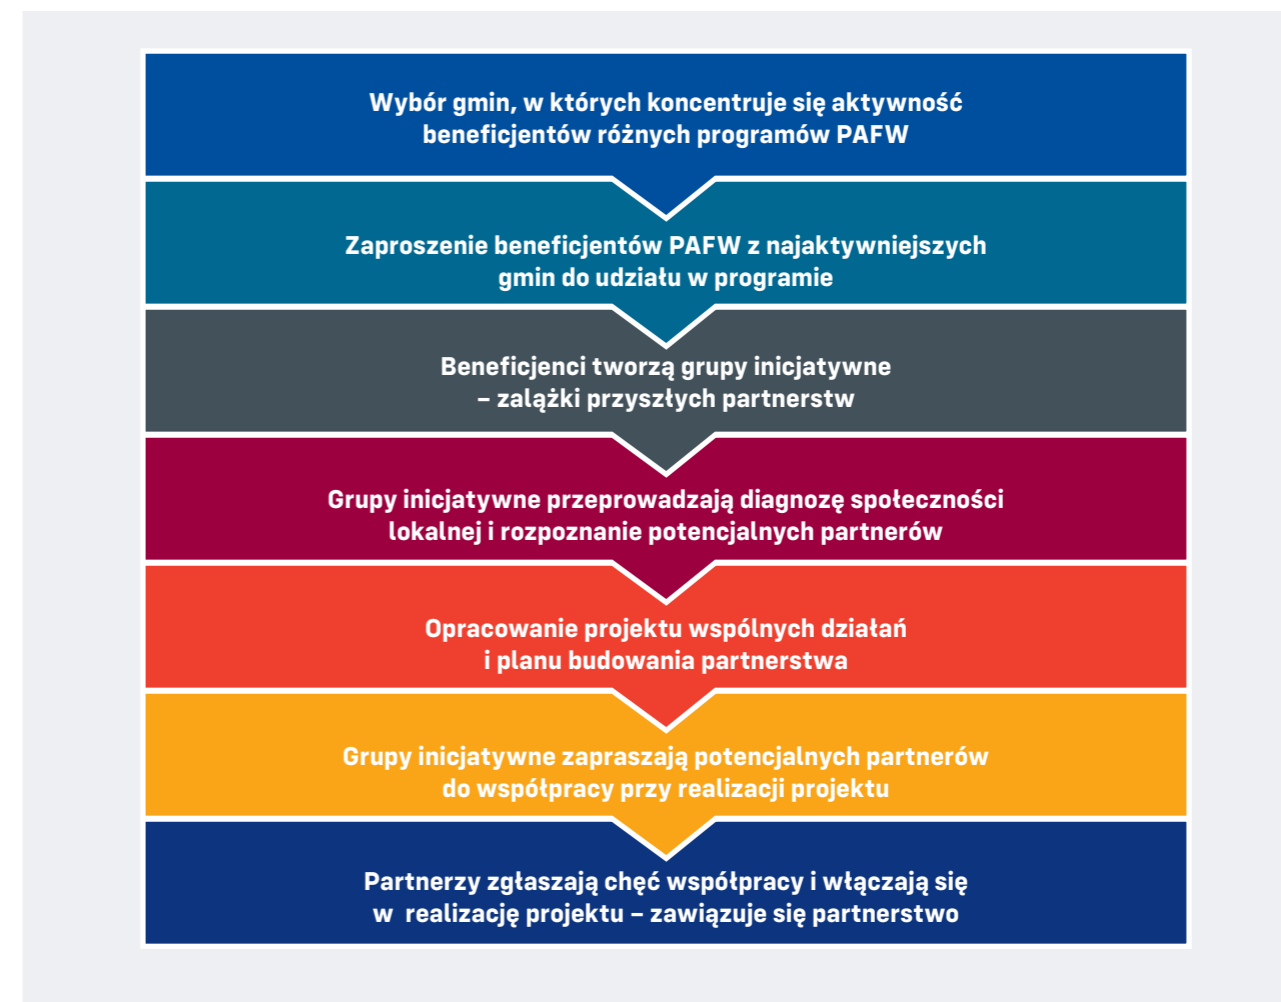 Wybór gmin, w których koncentruje się aktywność
beneficjentów różnych programów PAFW
Zaproszenie beneficjentów PAFW z najaktywniejszych
gmin do udziału w programie
Beneficjenci tworzą grupy inicjatywne
– zalążki przyszłych partnerstw
Grupy inicjatywne przeprowadzają diagnozę społeczności
lokalnej i rozpoznanie potencjalnych partnerów
Opracowanie projektu wspólnych działań
i planu budowania partnerstwa
Grupy inicjatywne zapraszają potencjalnych partnerów
do współpracy przy realizacji projektu
Partnerzy zgłaszają chęć współpracy i włączają się
w realizację projektu – zawiązuje się partnerstwo